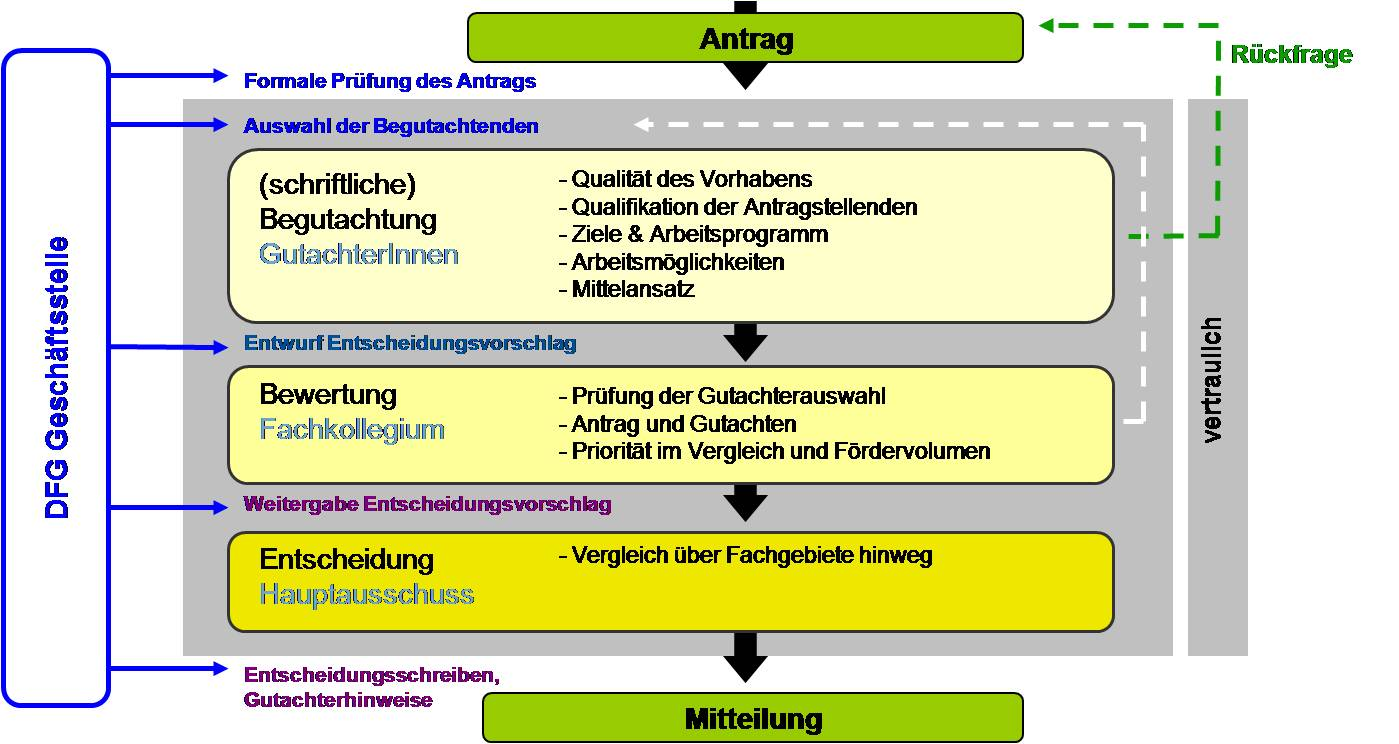 Antrag
Rückfrage
DFG Geschäftsstelle
Formale Prüfung des Antrags
Auswahl der Begutachtenden
(schriftliche)
Begutachtung
GutachterInnen
- Qualität des Vorhabens
- Qualifikation der Antragstellenden
- Ziele & Arbeitsprogramm
- Arbeitsmöglichkeiten
- Mittelansatz
vertraulich
Entwurf Entscheidungsvorschlag
Bewertung
Fachkollegium
- Prüfung der Gutachterauswahl
- Antrag und Gutachten
- Priorität im Vergleich und Fördervolumen
Weitergabe Entscheidungsvorschlag
Entscheidung
Hauptausschuss
- Vergleich über Fachgebiete hinweg
Entscheidungsschreiben,
Gutachterhinweise
Mitteilung